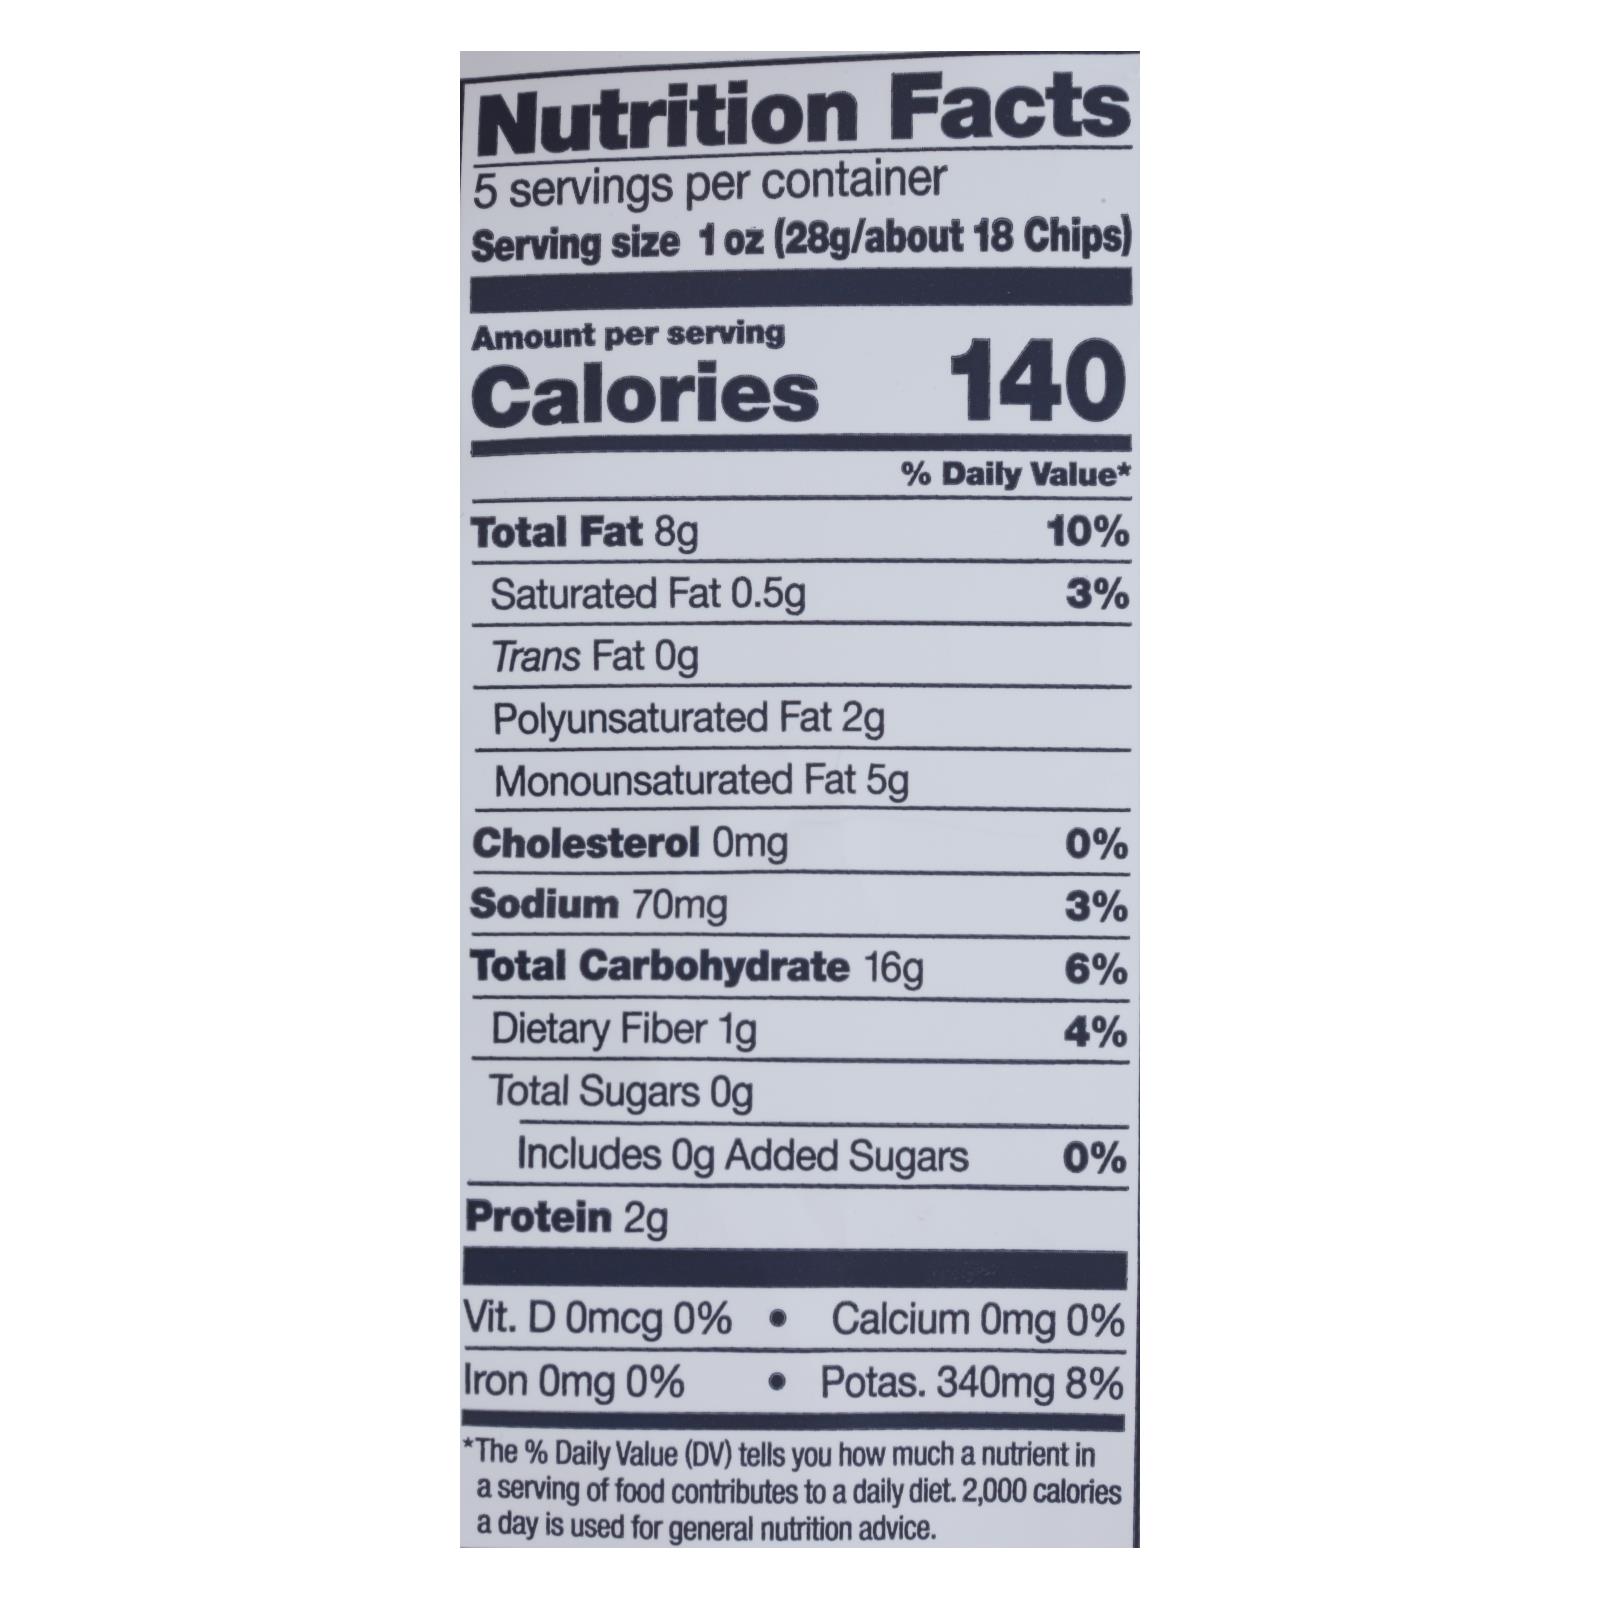 Nutrition Facts
5 servings per container
Serving size 1 oz (28g/about 18 Chips)
Amount per serving
Calories 140
% Daily Value*
Total Fat 8g 10%
Saturated Fat 0.5g 3%
Trans Fat 0g
Polyunsaturated Fat 2g
Monounsaturated Fat 5g
Cholesterol 0mg 0%
Sodium 70mg 3%
Total Carbohydrate 16g 6%
Dietary Fiber 1g 4%
Total Sugars 0g
Includes 0g Added Sugars 0%
Protein 2g
Vit. D 0mcg 0% • Calcium 0mg 0%
Iron 0mg 0% • Potas. 340mg 8%
*The % Daily Value (DV) tells you how much a nutrient in
a serving of food contributes to a daily diet. 2,000 calories
a day is used for general nutrition advice.